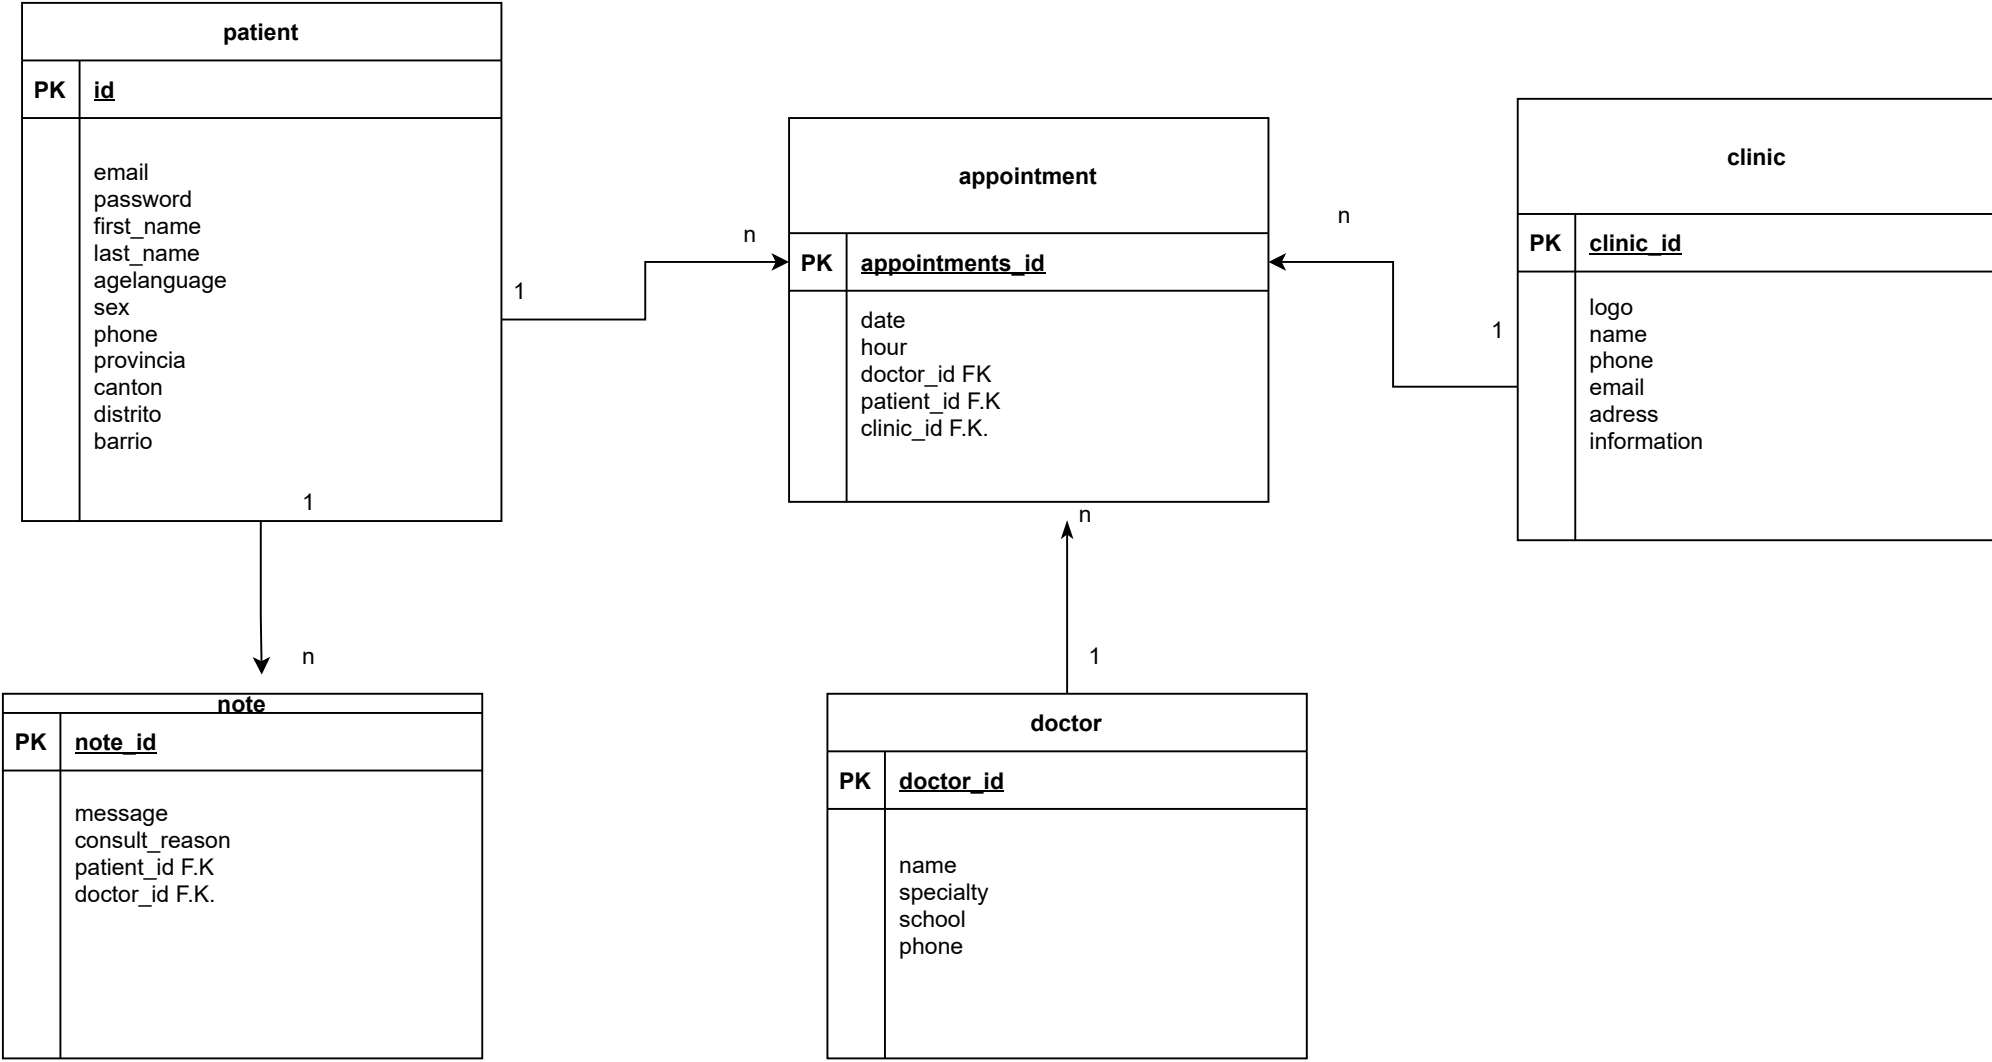 patient
PK id
email
password
first_name
last_name
agelanguage
sex
phone
provincia
canton
distrito
barrio
1
1
n
appointment
PK appointments_id
date
hour
doctor_id FK
patient_id F.K
clinic_id F.K.
n
n
1
clinic
PK clinic_id
logo
name
phone
email
adress
information
n
note
PK note_id
message
consult_reason
patient_id F.K
doctor_id F.K.
1
doctor
PK doctor_id
name
specialty
school
phone